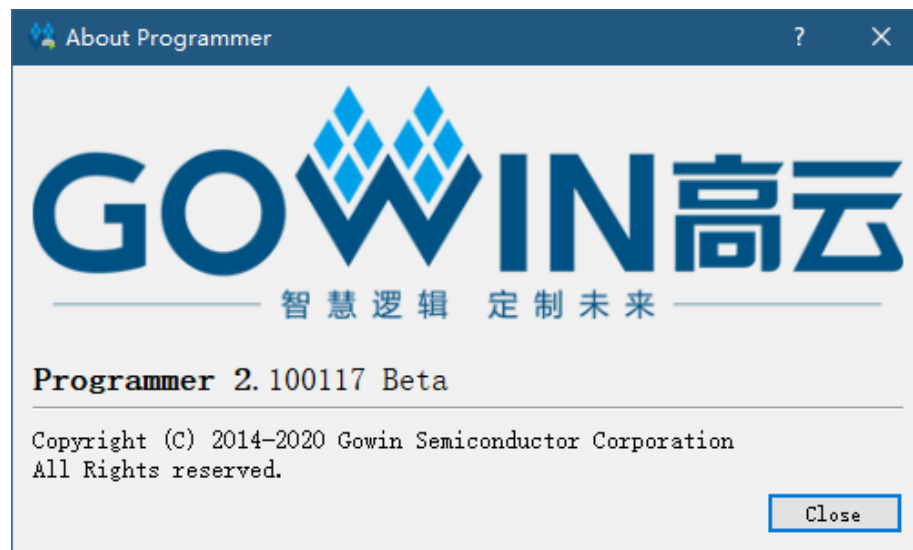 About Programmer
GOWIN高云
智慧逻辑 定制未来
Programmer 2.100117 Beta
Copyright (C) 2014-2020 Gowin Semiconductor Corporation
All Rights reserved.
Close